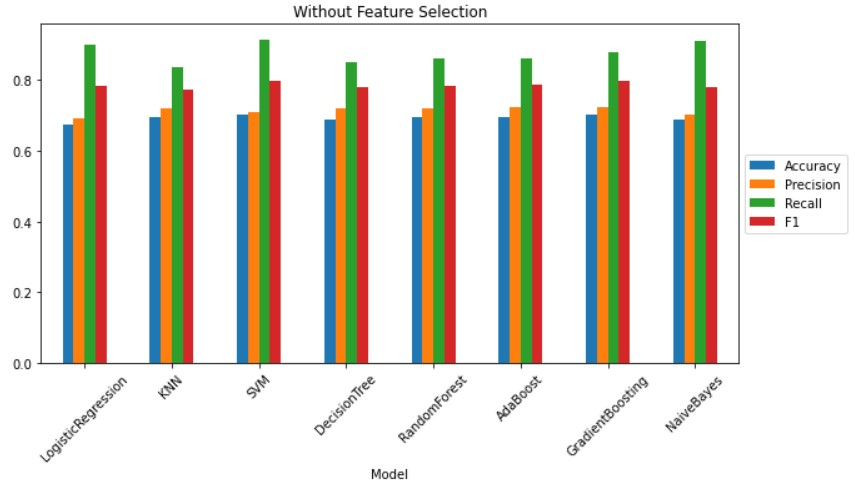 Without Feature Selection
0.8
0.6
0.4
0.2
0.0
LogisticRegression
KNN
SVM
DecisionTree
RandomForest
AdaBoost
GradientBoosting
NaiveBayes
Model
Accuracy
Precision
Recall
F1